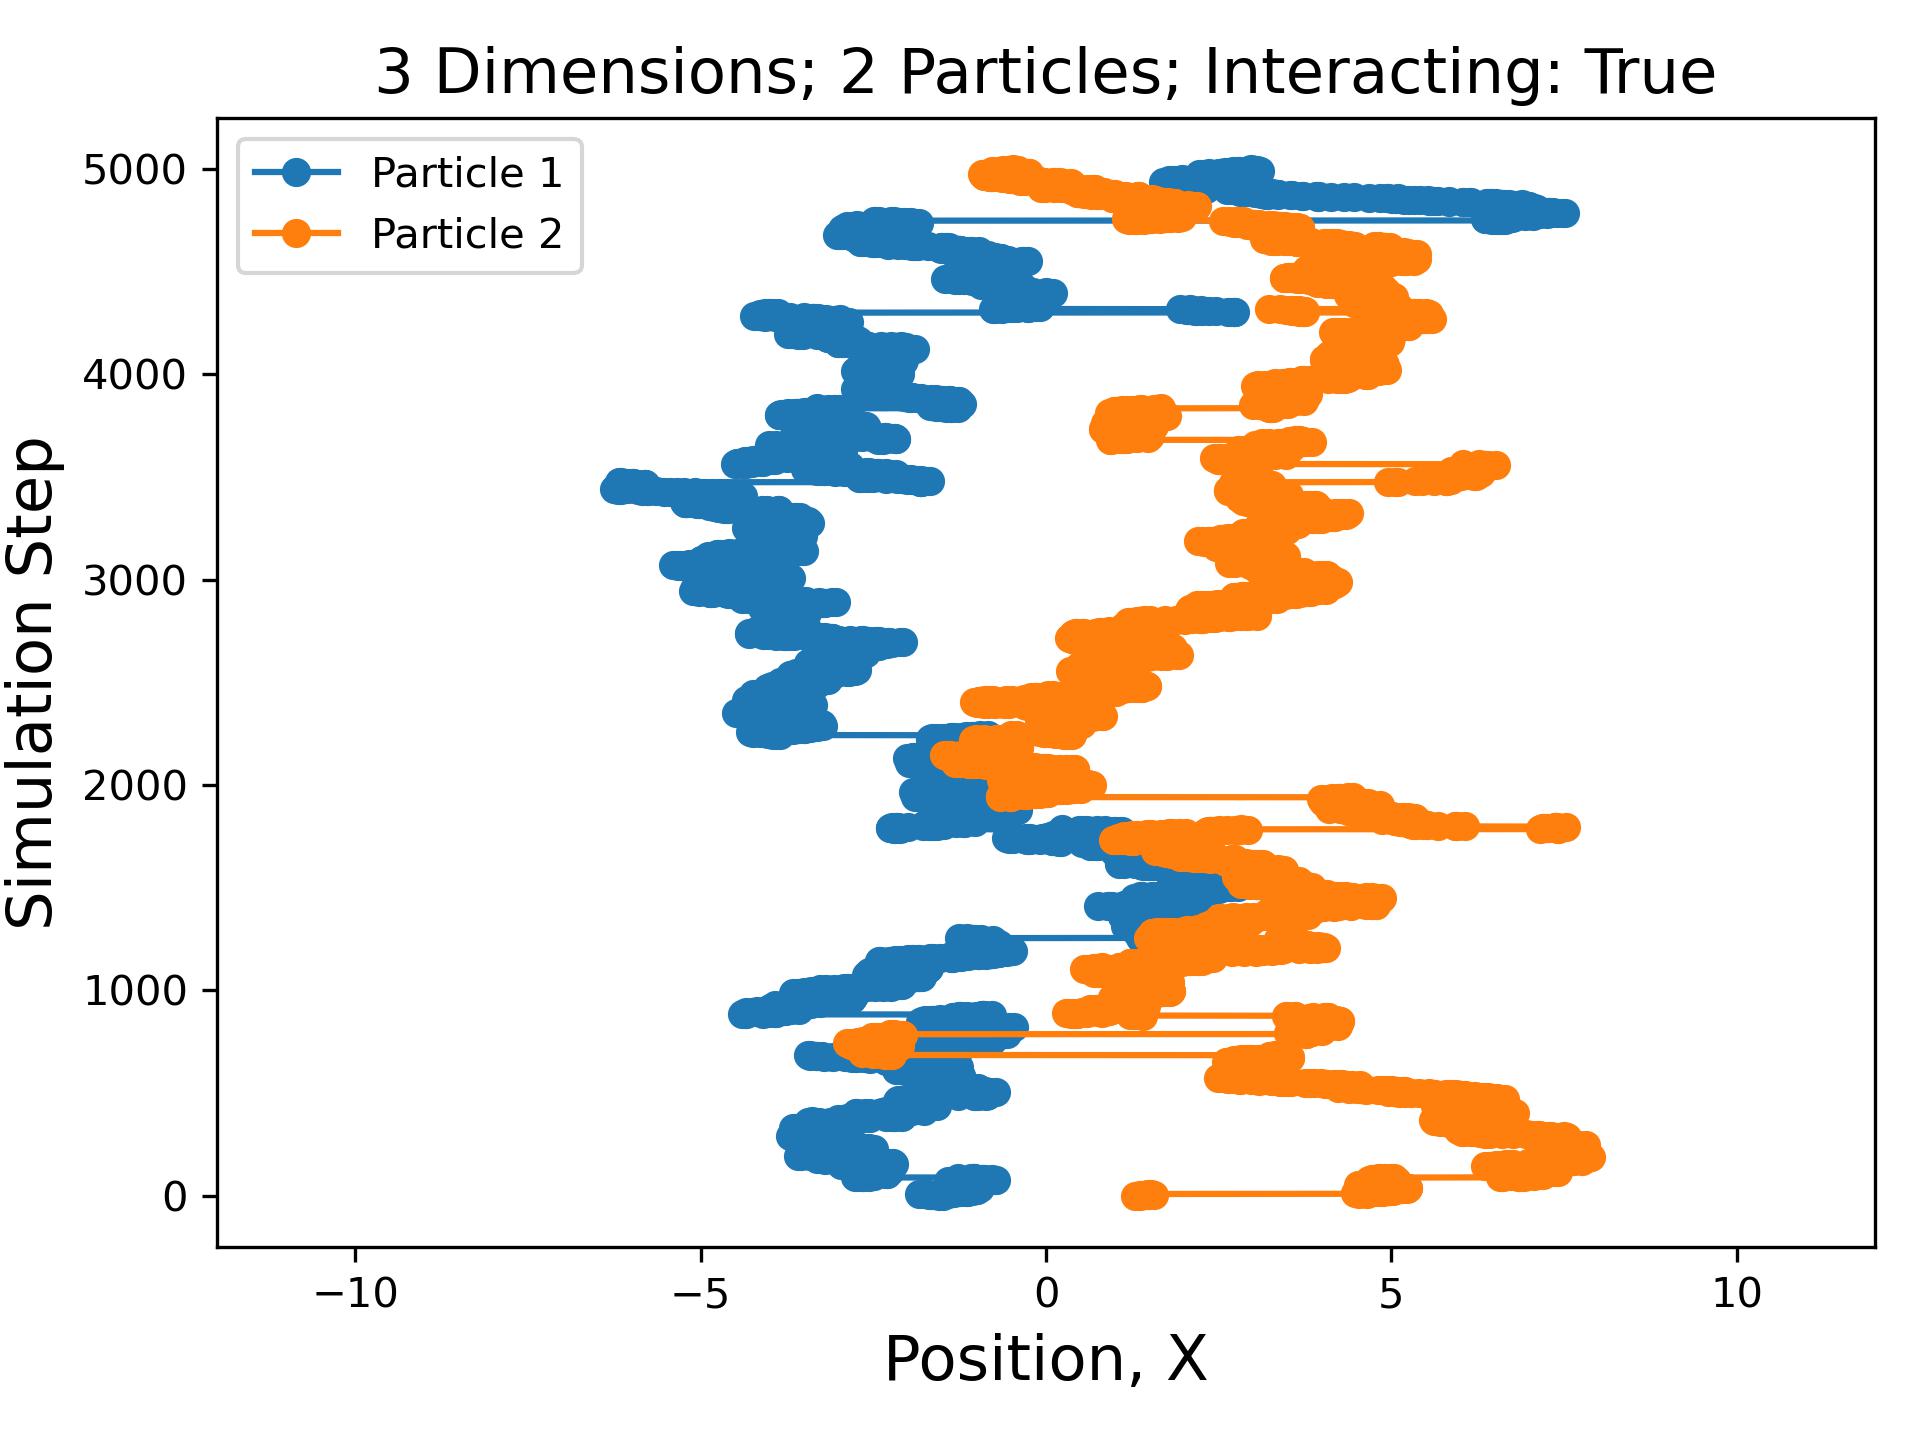 3 Dimensions; 2 Particles; Interacting: True
Particle 1
Particle 2
5000
4000
3000
2000
1000
0
Simulation Step
−10
−5
0
5
10
Position, X